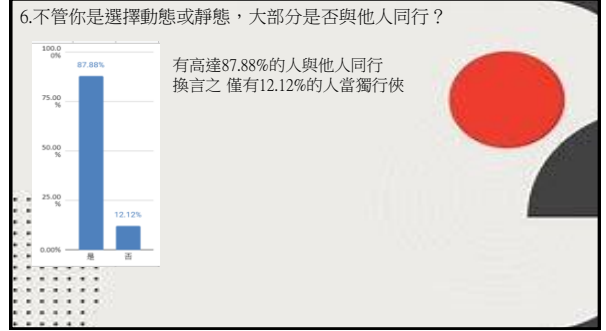 6.不管你是選擇動態或靜態，大部分是否與他人同行？
有高達87.88%的人與他人同行
換言之 僅有12.12%的人當獨行俠
100.0
0%
87.88%
75.00
%
50.00
%
25.00
%
12.12%
0.00%
是 否